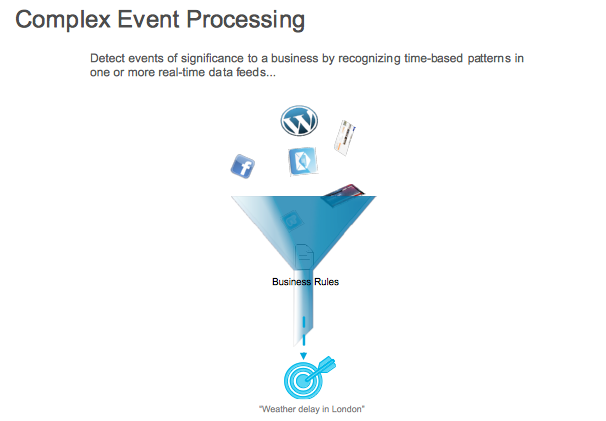 Complex Event Processing
Detect events of significance to a business by recognizing time-based patterns in
one or more real-time data feeds...
Business Rules
"Weather delay in London"